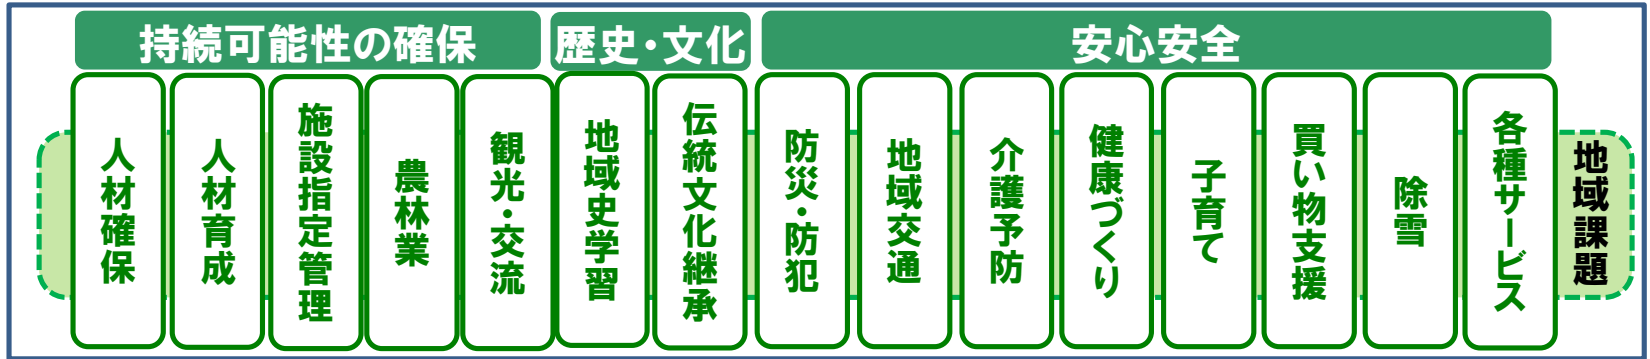 持続可能性の確保
歴史・文化
安心安全
人材確保
人材育成
施設指定管理
農林業
観光・交流
地域史学習
伝統文化継承
防災・防犯
地域交通
介護予防
健康づくり
子育て
買い物支援
除雪
各種サービス
地域課題